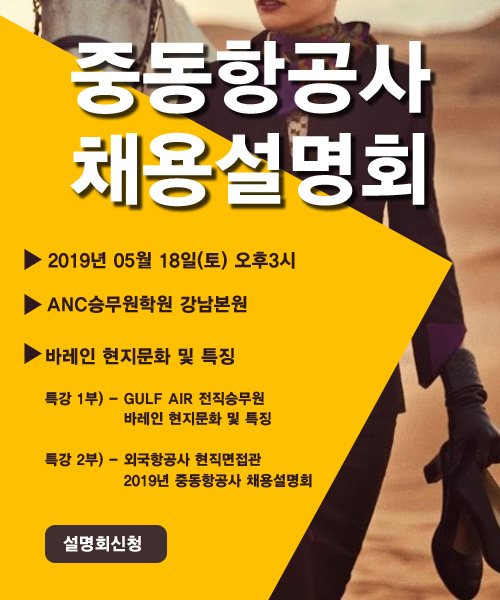 중동항공사
채용설명회
▶ 2019년 05월 18일(토) 오후3시
▶ ANC승무원학원 강남본원
▶ 바레인 현지문화 및 특징
특강 1부) - GULF AIR 전직승무원
바레인 현지문화 및 특징
특강 2부) - 외국항공사 현직면접관
2019년 중동항공사 채용설명회
설명회신청